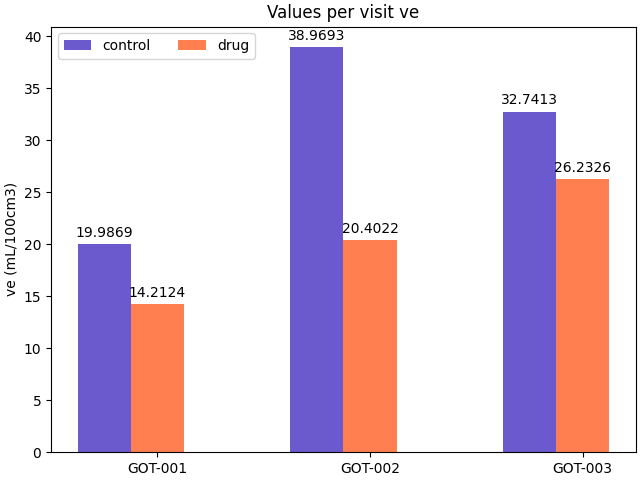 Values per visit ve
control
drug
ve (mL/100cm3)
40
35
30
25
20
15
10
5
0
19.9869
14.2124
38.9693
20.4022
32.7413
26.2326
GOT-001
GOT-002
GOT-003